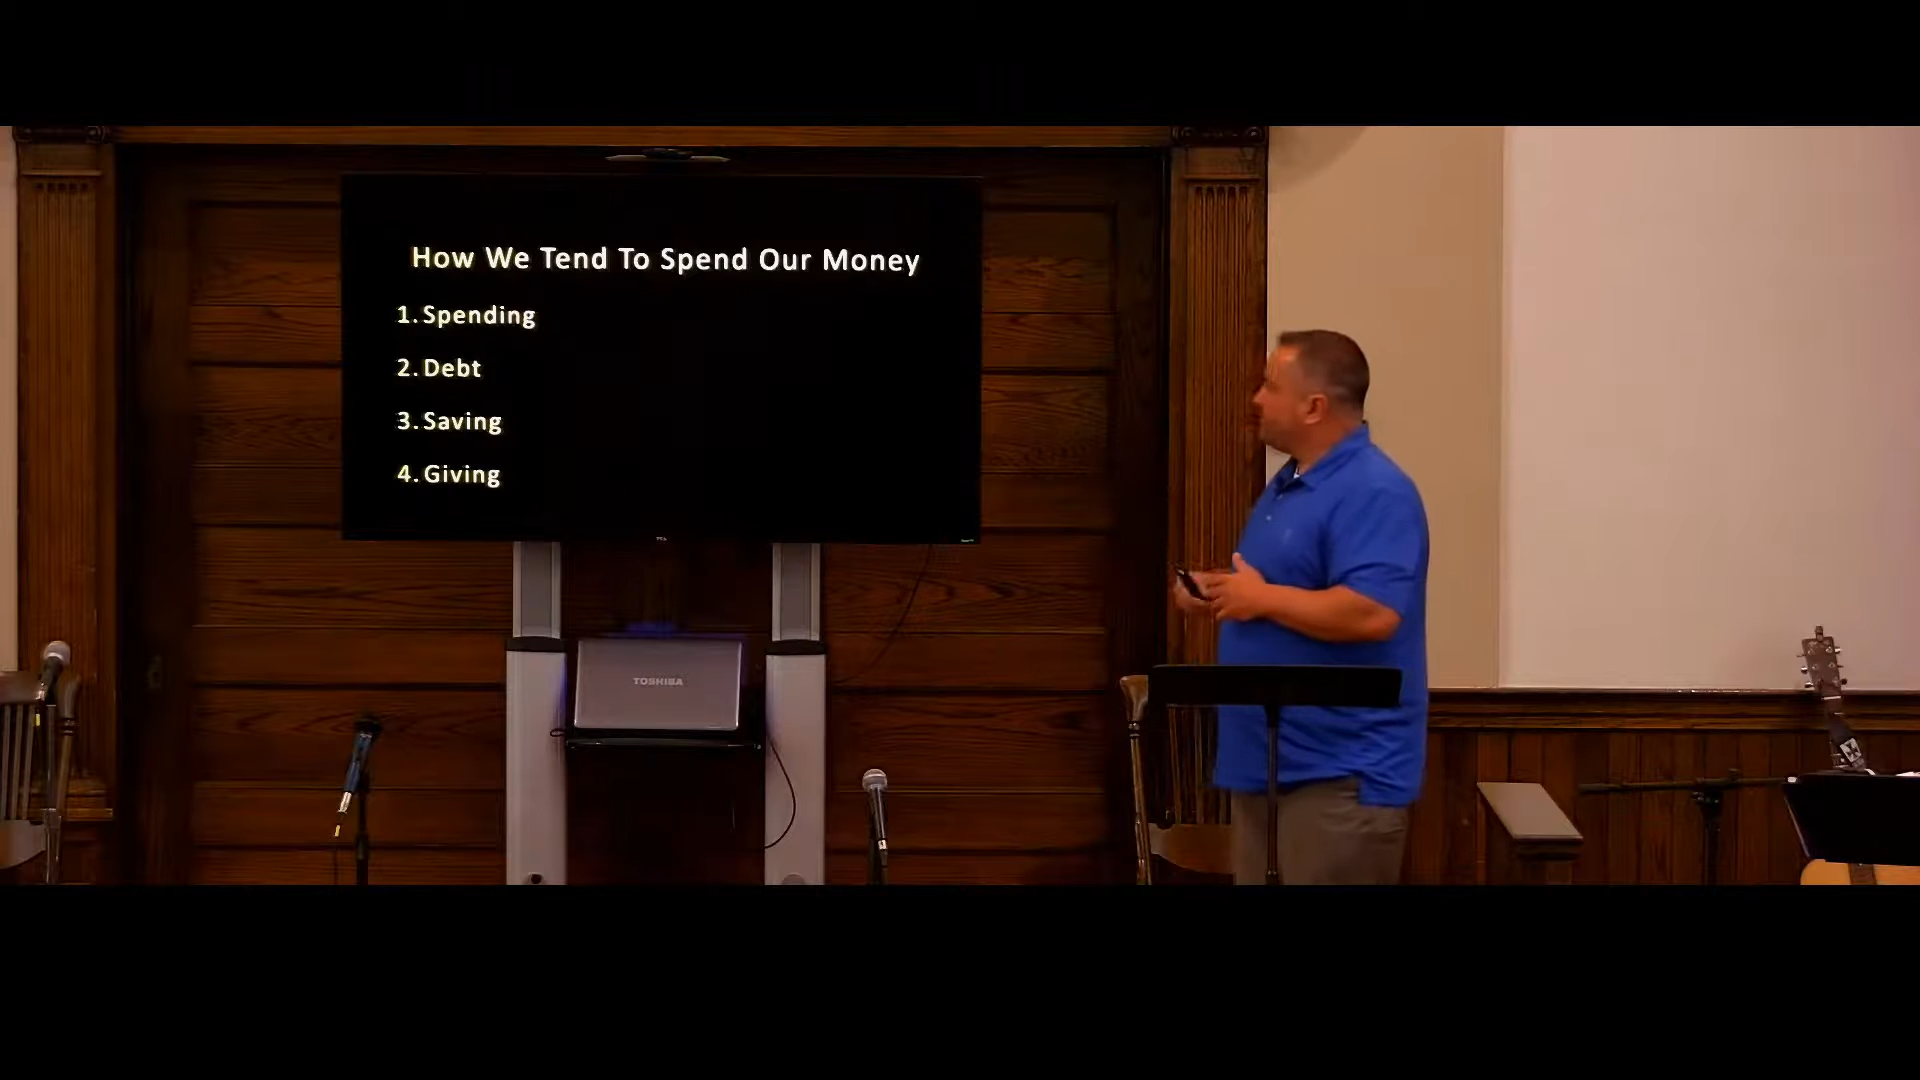 How We Tend To Spend Our Money
1. Spending
2. Debt
3. Saving
4. Giving
TOSHIBA